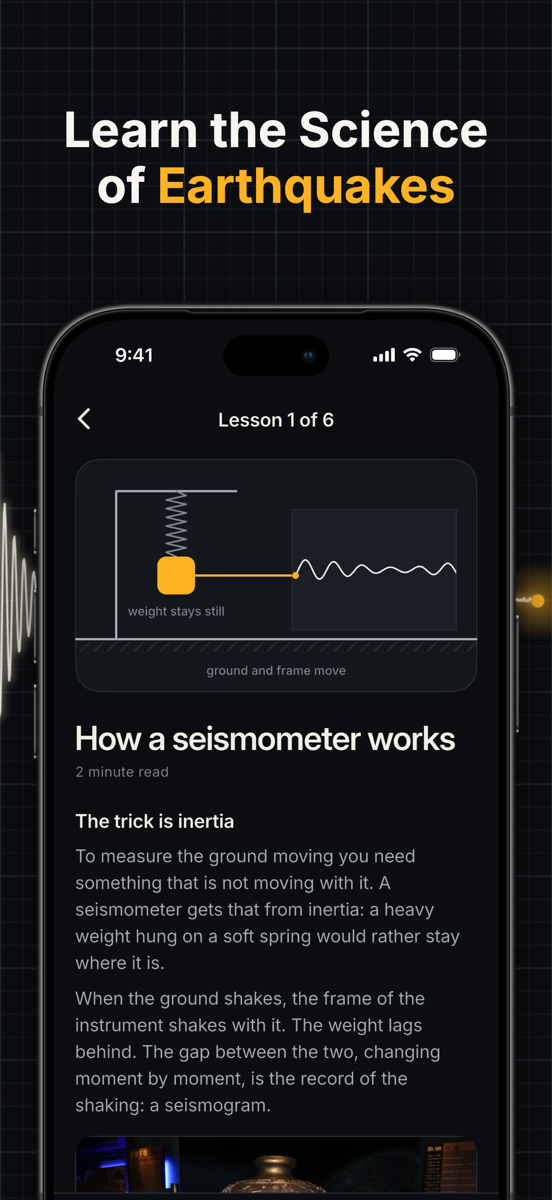 Learn the Science
of Earthquakes
9:41
Lesson 1 of 6
weight stays still
ground and frame move
How a seismometer works
2 minute read
The trick is inertia
To measure the ground moving you need
something that is not moving with it. A
seismometer gets that from inertia: a heavy
weight hung on a soft spring would rather stay
where it is.
When the ground shakes, the frame of the
instrument shakes with it. The weight lags
behind. The gap between the two, changing
moment by moment, is the record of the
shaking: a seismogram.